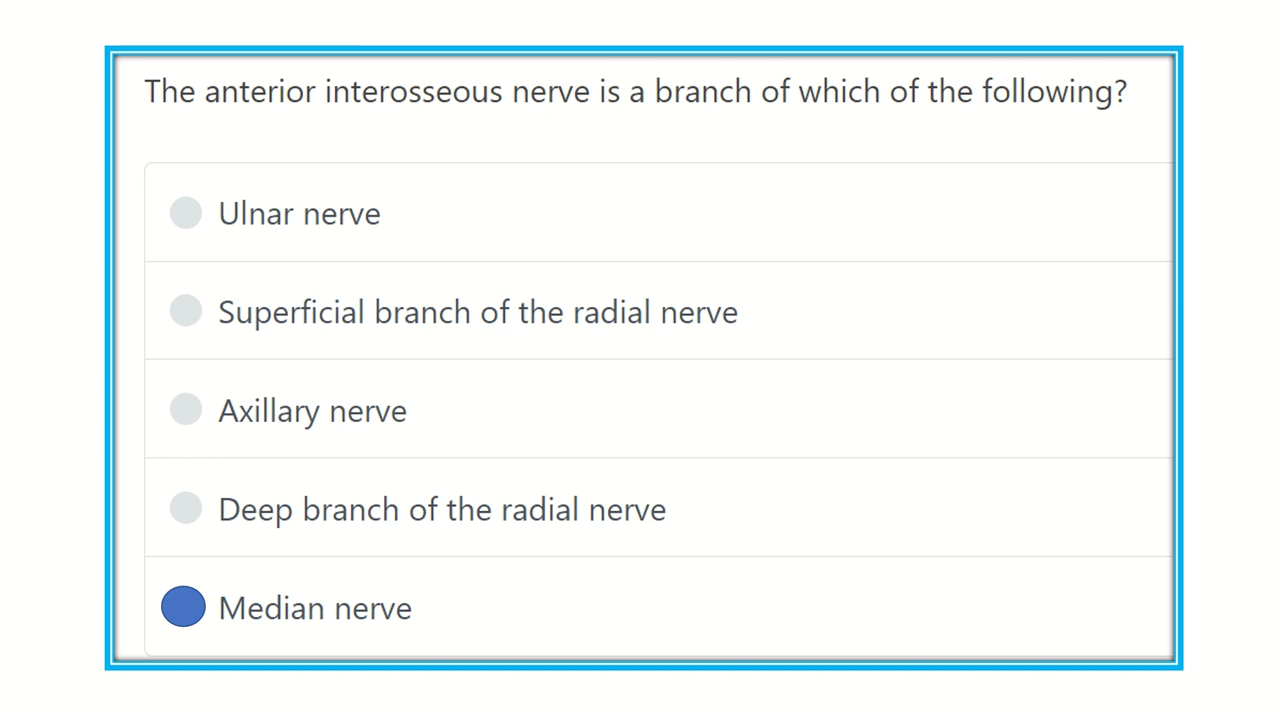 The anterior interosseous nerve is a branch of which of the following?
Ulnar nerve
Superficial branch of the radial nerve
Axillary nerve
Deep branch of the radial nerve
Median nerve